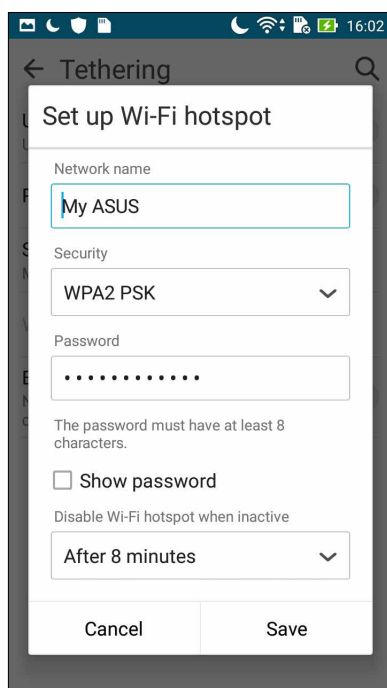 16:02
Tethering
Set up Wi-Fi hotspot
Network name
My ASUS
Security
WPA2 PSK
Password
••••••••••••
The password must have at least 8
characters.
Show password
Disable Wi-Fi hotspot when inactive
After 8 minutes
Cancel Save